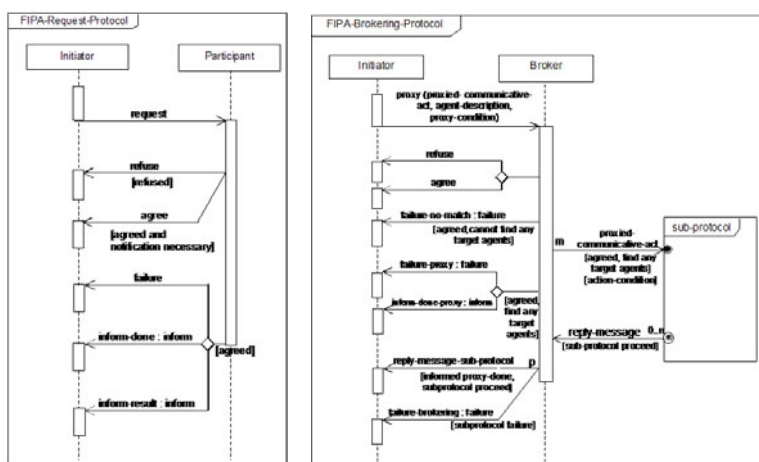 FIPA-Request-Protocol
Initiator
Participant
request
refuse
[refused]
agree
[agreed and
notification necessary]
failure
inform-done : inform
[agreed]
inform-result : inform
FIPA-Brokering-Protocol
Initiator
Broker
proxy (proxied- communicative-
act, agent-description,
proxy-condition)
refuse
agree
failure-no-match : failure
[agreed,cannot find any
target agents]
m
proxied-
communicative-act
[agreed, find any
target agents]
[action-condition]
sub-protocol
failure-proxy : failure
inform-done-proxy : inform
[agreed,
find any
target
agents]
reply-message
0..n
[sub-protocol proceed]
reply-message-sub-protocol
p
[informed proxy-done,
subprotocol proceed]
failure-brokering : failure
[subprotocol failure]